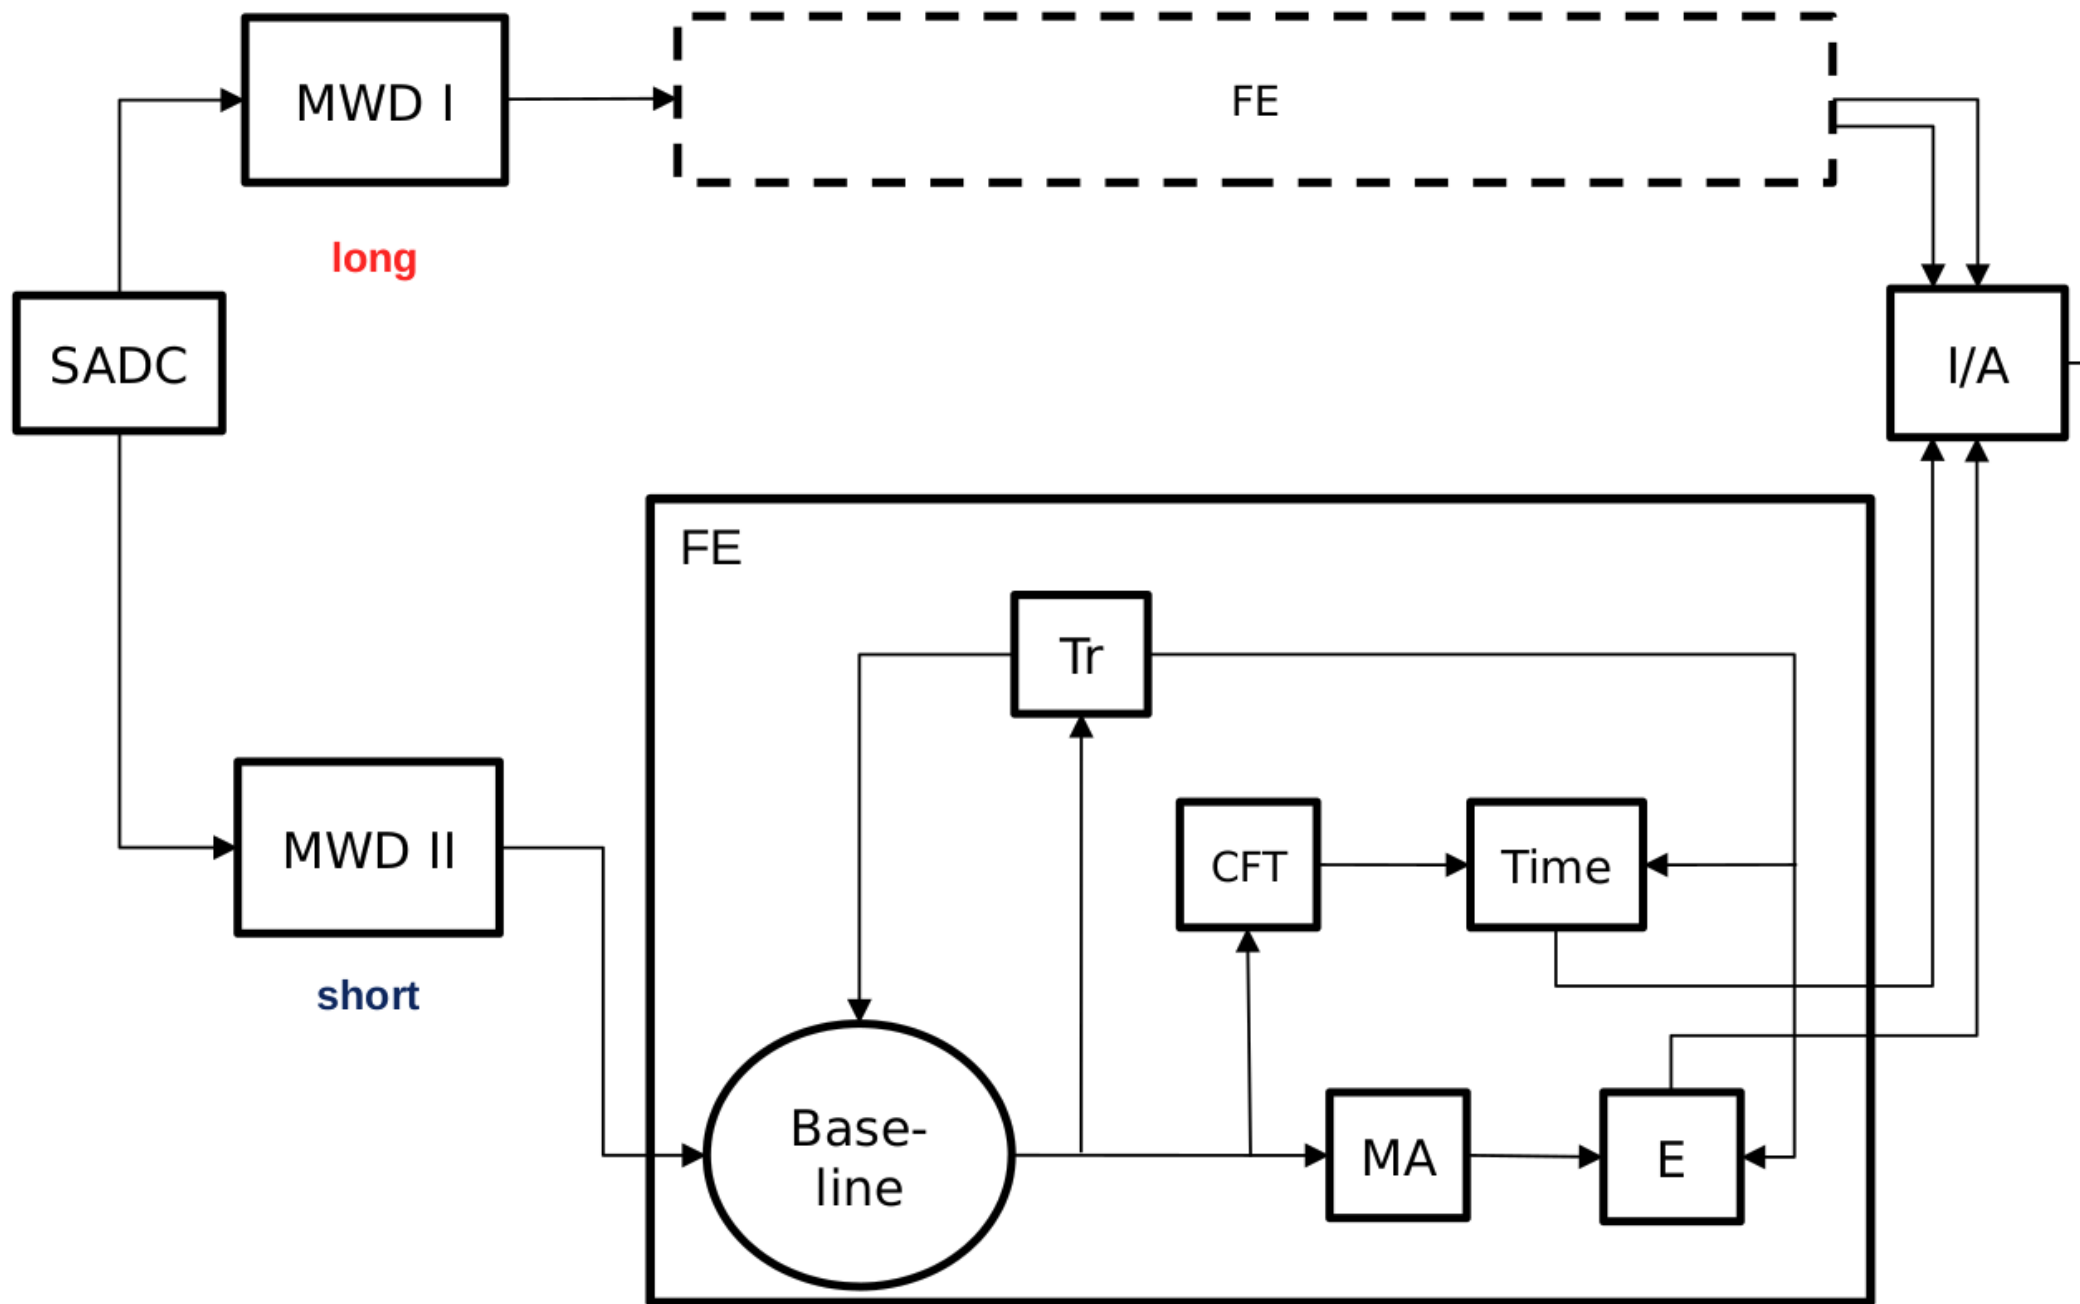 MWD I
FE
long
SADC
I/A
FE
Tr
MWD II
CFT
Time
short
Base-
line
MA
E